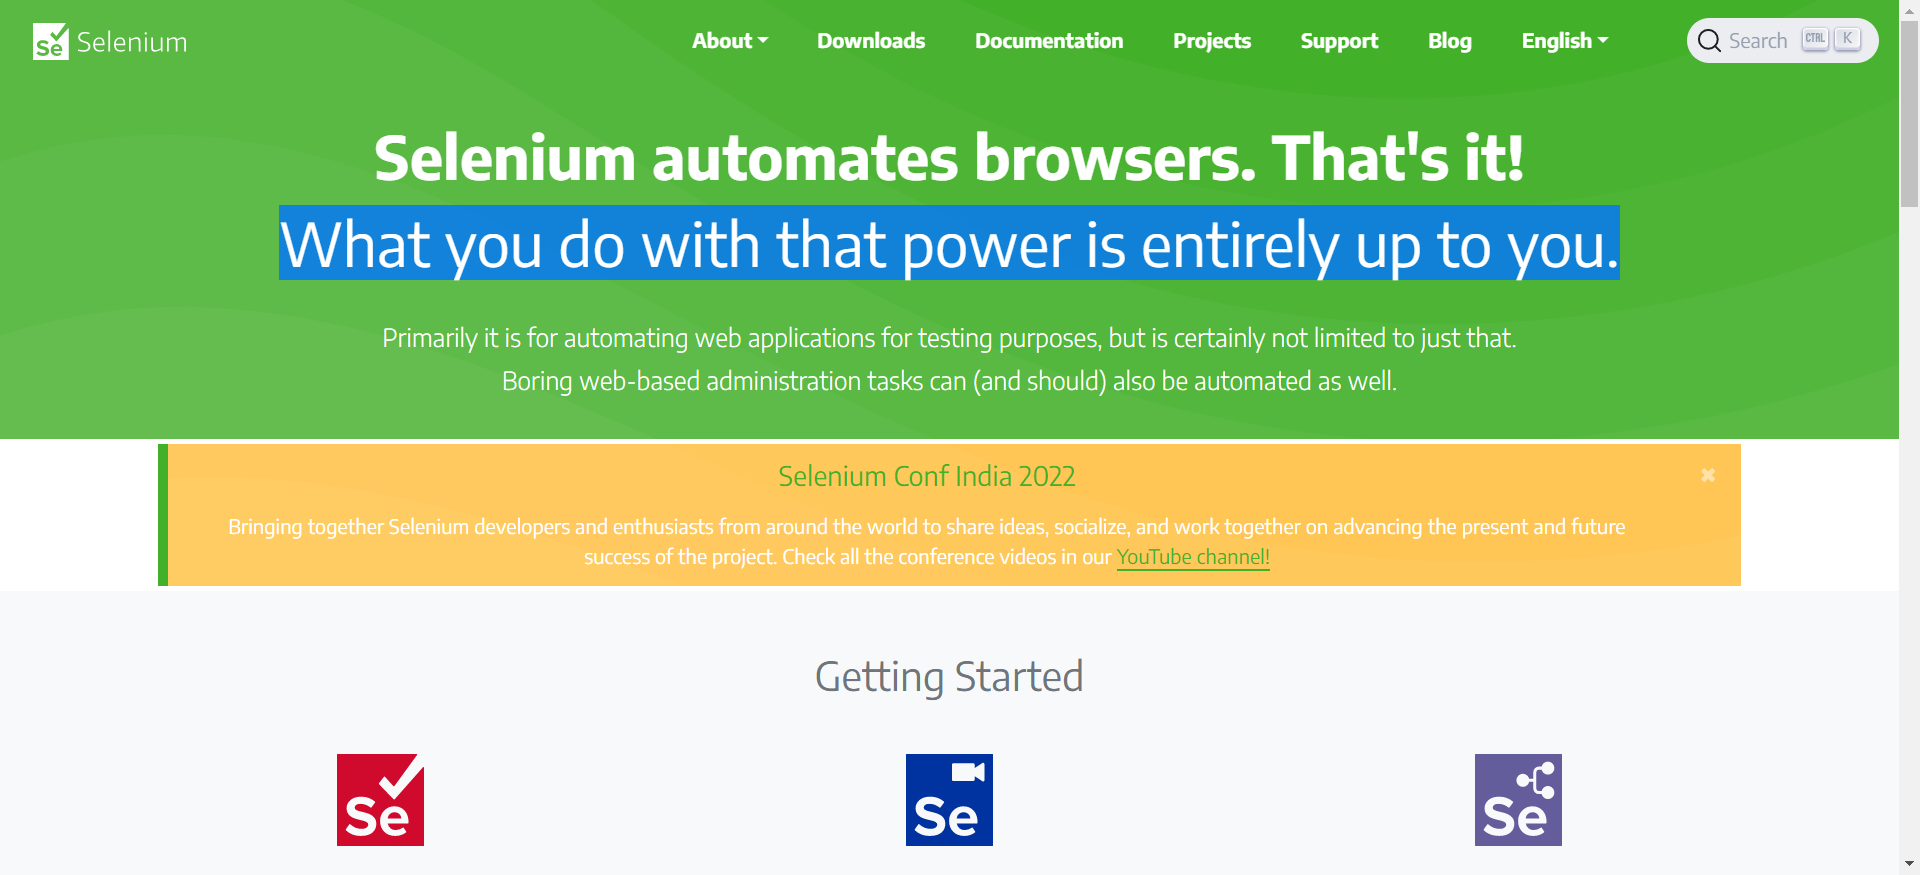 Se Selenium
About Downloads Documentation Projects Support Blog English Search CTRL K
Selenium automates browsers. That's it!
What you do with that power is entirely up to you.
Primarily it is for automating web applications for testing purposes, but is certainly not limited to just that.
Boring web-based administration tasks can (and should) also be automated as well.
Selenium Conf India 2022
Bringing together Selenium developers and enthusiasts from around the world to share ideas, socialize, and work together on advancing the present and future
success of the project. Check all the conference videos in our YouTube channel!
Getting Started
Se Se Se